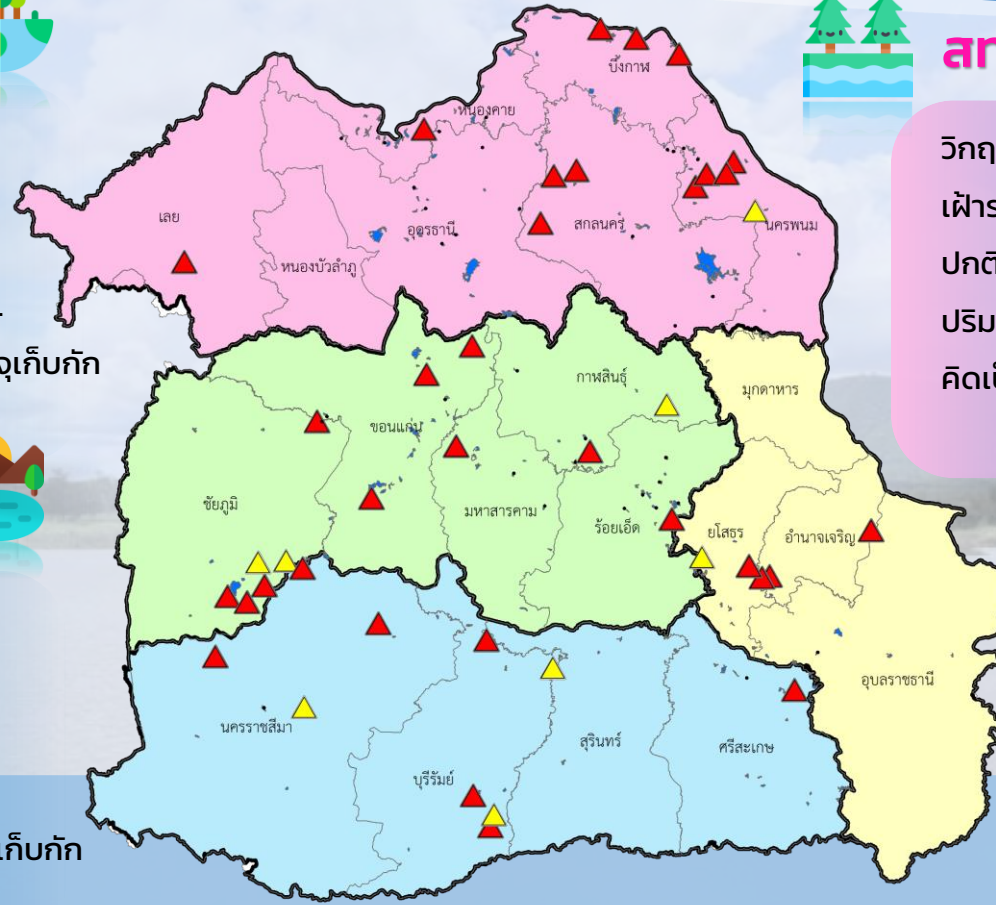 สท
วิกฤ
เฝ้าร
ปกติ
ปริม
คิดเป็
จุเก็บกัก
เก็บกัก
บึงกาฬ
หนองคาย
เลย
อุดรธานี
สกลนคร
นครพนม
หนองบัวลำภู
กาฬสินธุ์
มุกดาหาร
ขอนแก่น
ชัยภูมิ
มหาสารคาม
ร้อยเอ็ด
ยโสธร
อำนาจเจริญ
อุบลราชธานี
นครราชสีมา
สุรินทร์
ศรีสะเกษ
บุรีรัมย์